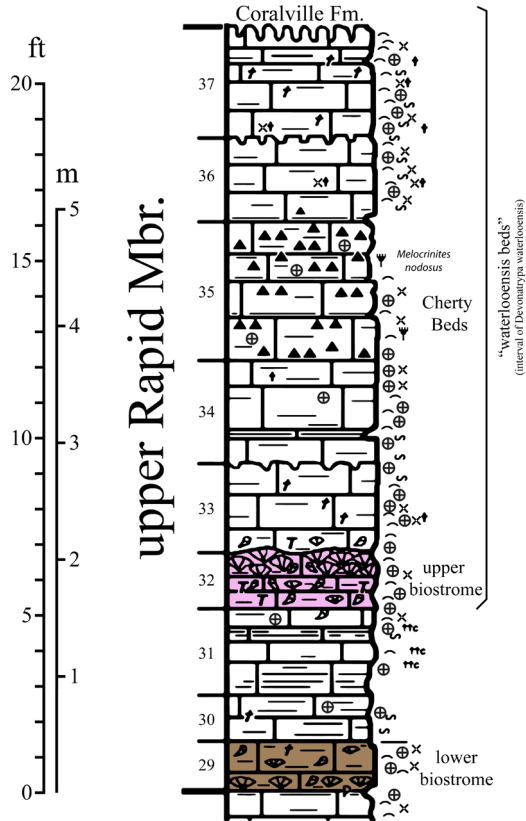 Coralville Fm.
ft
20
15
10
5
0
m
5
4
3
2
1
upper Rapid Mbr.
37
36
35
34
33
32
31
30
29
Melocrinites
nodosus
Cherty
Beds
upper
biostrome
lower
biostrome
“waterlooensis beds”
(interval of Devonatrypa waterlooensis)